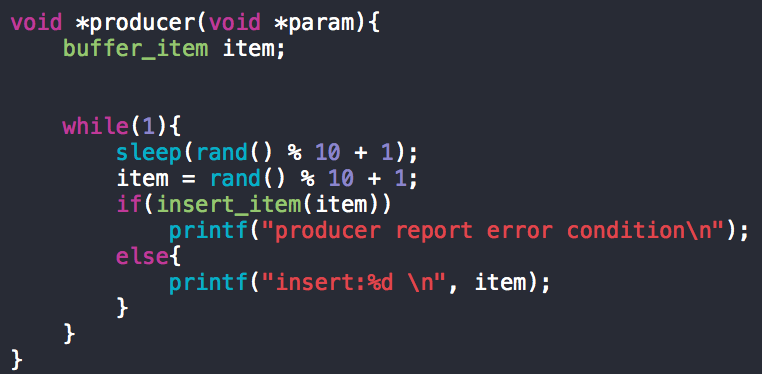 void *producer(void *param){
    buffer_item item;

    while(1){
        sleep(rand() % 10 + 1);
        item = rand() % 10 + 1;
        if(insert_item(item))
            printf("producer report error condition\n");
        else{
            printf("insert:%d \n", item);
        }
    }
}